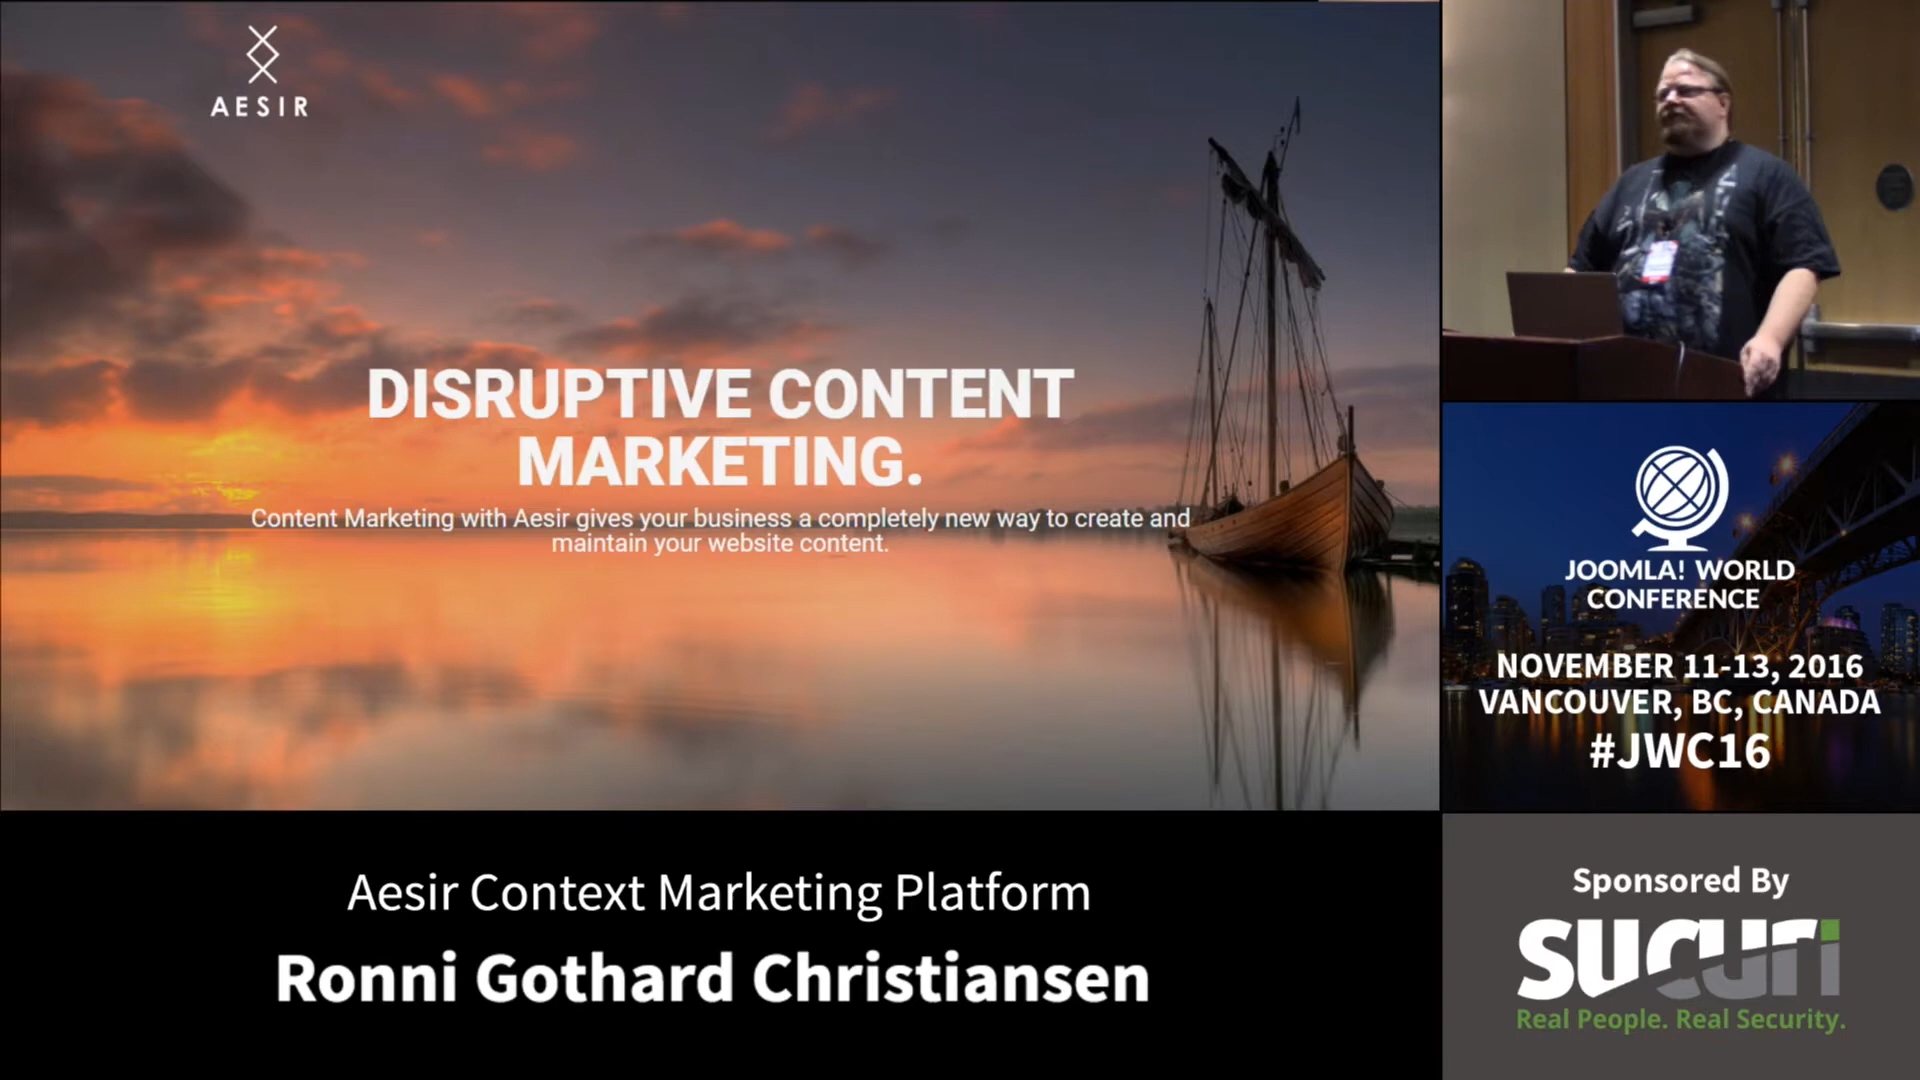 AESIR
DISRUPTIVE CONTENT
MARKETING.
Content Marketing with Aesir gives your business a completely new way to create and
maintain your website content.
Aesir Context Marketing Platform
Ronni Gothard Christiansen
JOOMLA! WORLD
CONFERENCE
NOVEMBER 11-13, 2016
VANCOUVER, BC, CANADA
#JWC16
Sponsored By
SUCURI
Real People. Real Security.